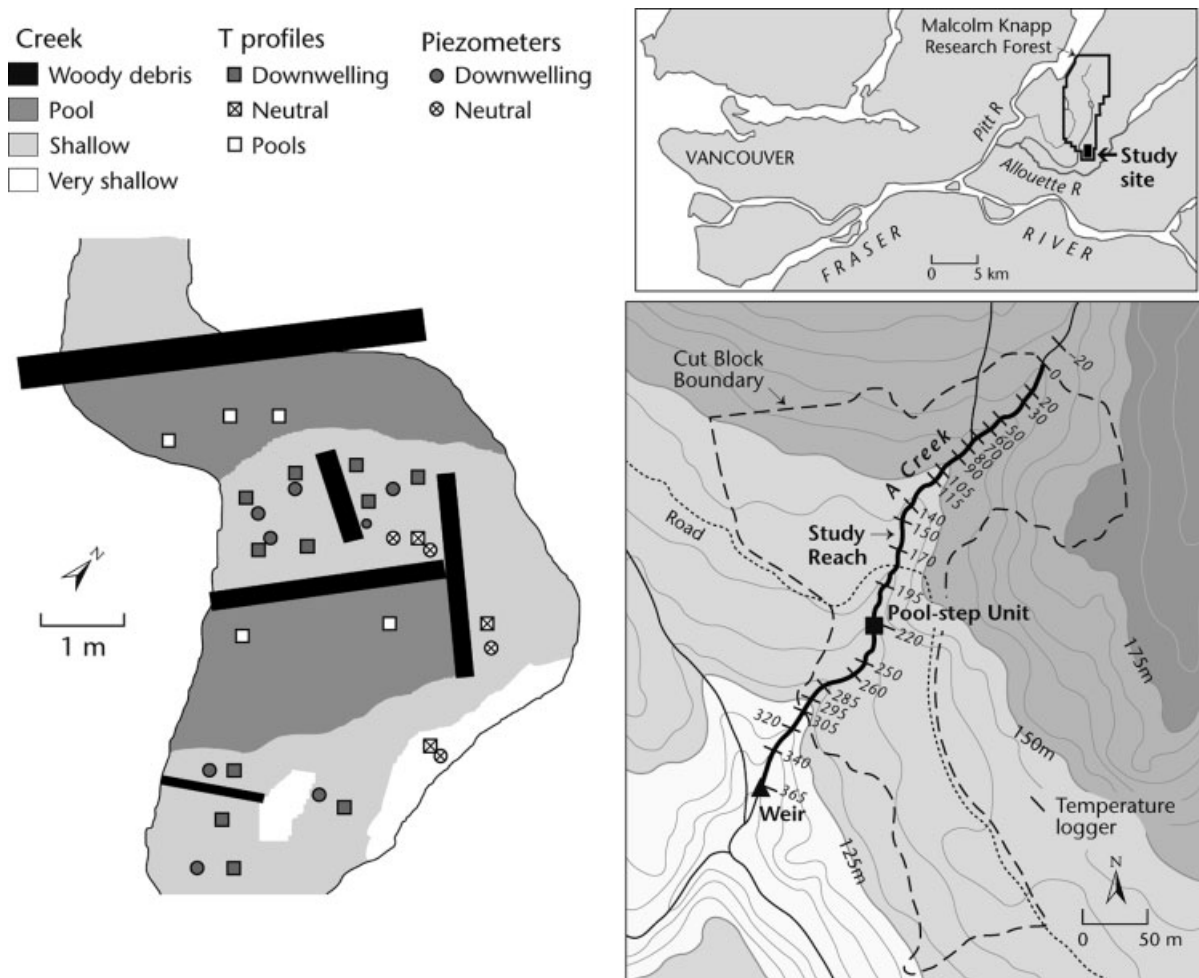 Creek
Woody debris
Pool
Shallow
Very shallow
T profiles
Downwelling
Neutral
Pools
Piezometers
Downwelling
Neutral
N
1 m
Malcolm Knapp
Research Forest
Pitt R
VANCOUVER
Study
site
Allouette R
FRASER RIVER
0 5 km
Cut Block
Boundary
-20
0
20
30
50
60
70
80
90
105
115
A Creek
140
150
Road
Study
Reach
170
195
Pool-step Unit
220
250
260
285
295
305
320
340
365
Weir
175m
150m
125m
Temperature
logger
N
0 50 m